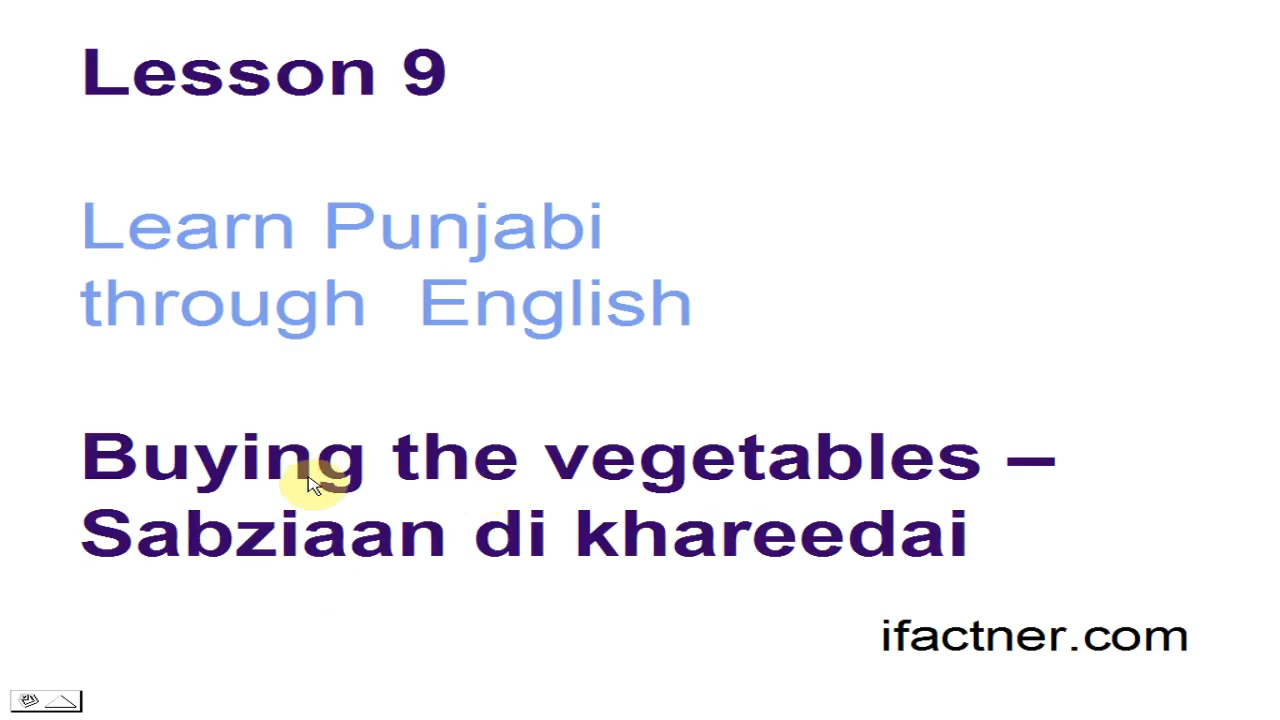 Lesson 9
Learn Punjabi
through English
Buying the vegetables –
Sabziaan di khareedai
ifactner.com